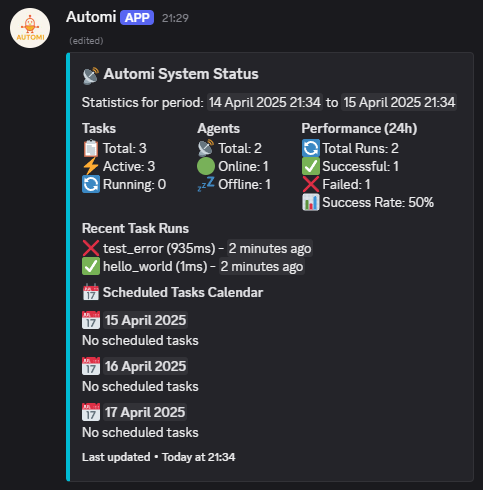 AUTOMI
Automi APP 21:29
(edited)
Automi System Status
Statistics for period: 14 April 2025 21:34 to 15 April 2025 21:34
Tasks
Total: 3
Active: 3
Running: 0
Agents
Total: 2
Online: 1
Offline: 1
Performance (24h)
Total Runs: 2
Successful: 1
Failed: 1
Success Rate: 50%
Recent Task Runs
test_error (935ms) - 2 minutes ago
hello_world (1ms) - 2 minutes ago
Scheduled Tasks Calendar
15 April 2025
No scheduled tasks
16 April 2025
No scheduled tasks
17 April 2025
No scheduled tasks
Last updated • Today at 21:34